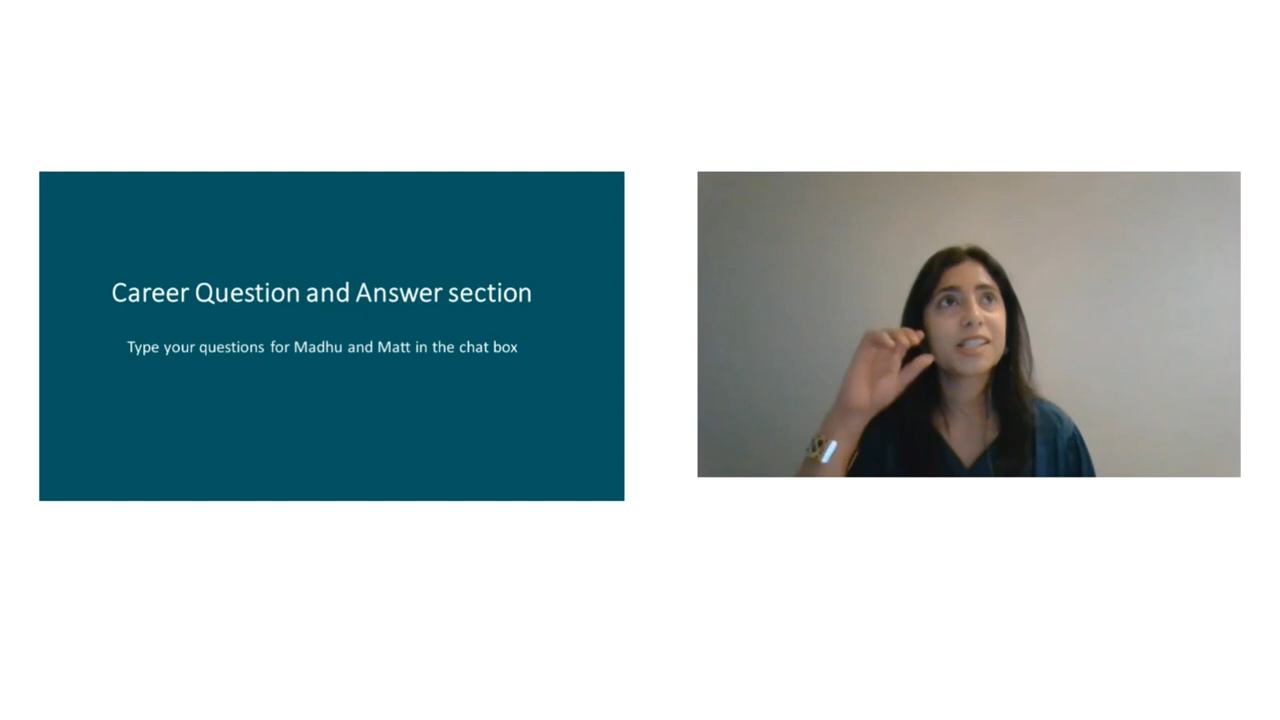 Career Question and Answer section
Type your questions for Madhu and Matt in the chat box